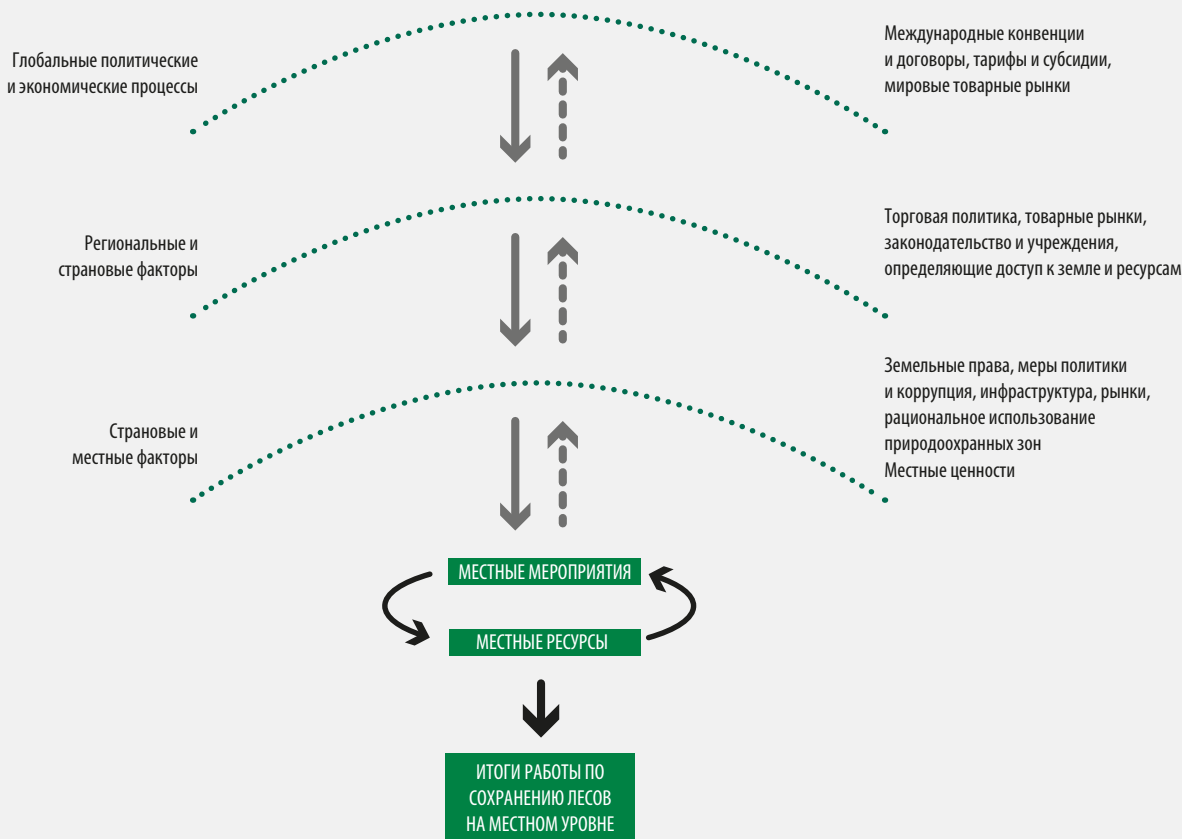 Глобальные политические
и экономические процессы
Международные конвенции
и договоры, тарифы и субсидии,
мировые товарные рынки
Региональные и
страновые факторы
Торговая политика, товарные рынки,
законодательство и учреждения,
определяющие доступ к земле и ресурсам
Страновые и
местные факторы
Земельные права, меры политики
и коррупция, инфраструктура, рынки,
рациональное использование
природоохранных зон
Местные ценности
МЕСТНЫЕ МЕРОПРИЯТИЯ
МЕСТНЫЕ РЕСУРСЫ
ИТОГИ РАБОТЫ ПО
СОХРАНЕНИЮ ЛЕСОВ
НА МЕСТНОМ УРОВНЕ